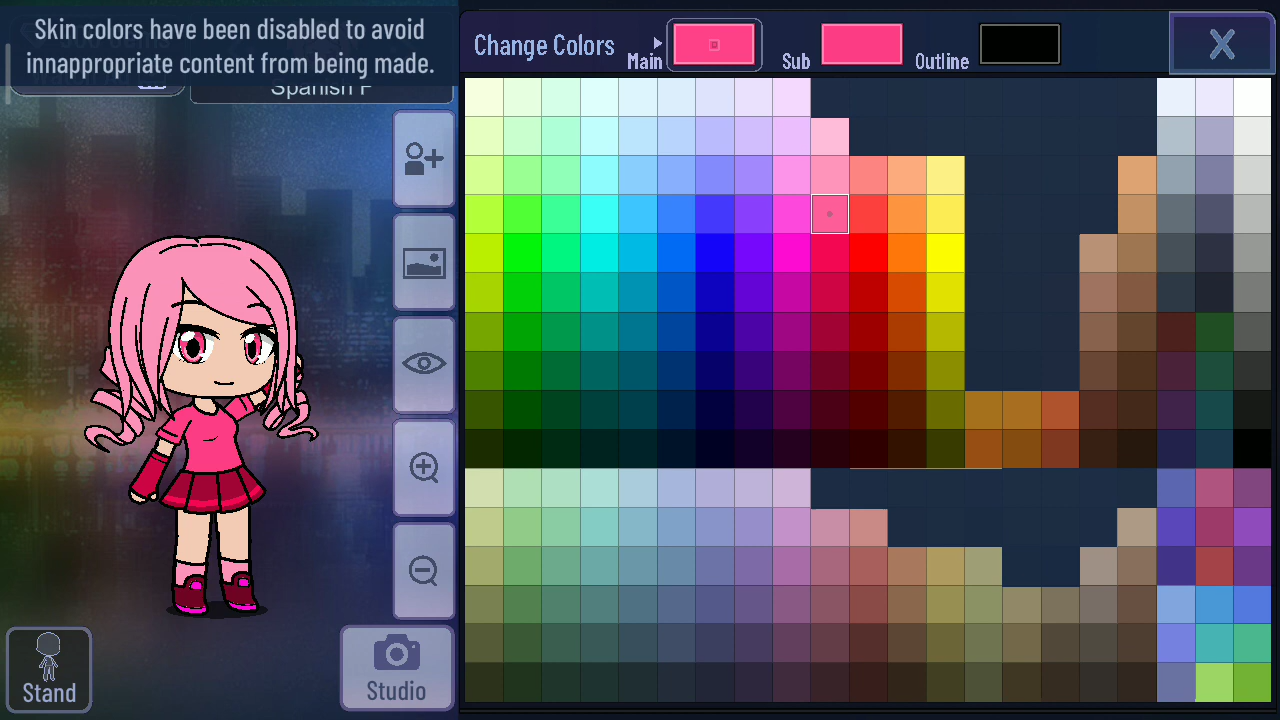 Skin colors have been disabled to avoid
innappropriate content from being made.
Change Colors
Main
Sub
Outline
X
Spanish F
Stand
Studio